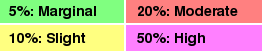 5%: Marginal
20%: Moderate
10%: Slight
50%: High